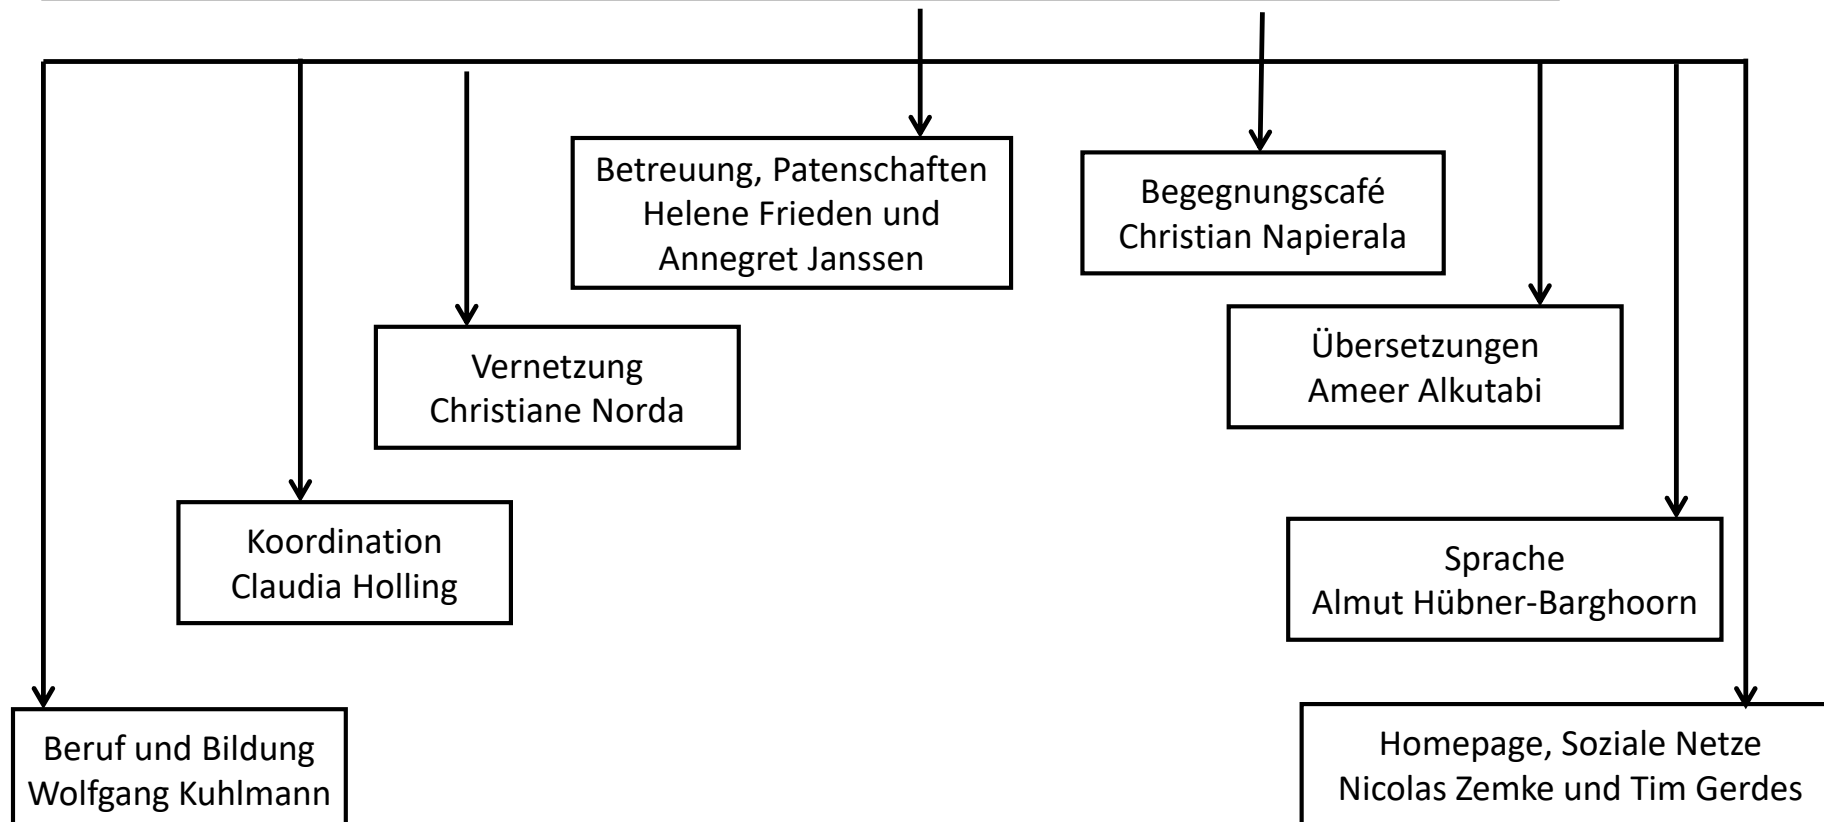 Betreuung, Patenschaften
Helene Frieden und
Annegret Janssen
Begegnungscafé
Christian Napierala
Vernetzung
Christiane Norda
Übersetzungen
Ameer Alkutabi
Koordination
Claudia Holling
Sprache
Almut Hübner-Barghoorn
Beruf und Bildung
Wolfgang Kuhlmann
Homepage, Soziale Netze
Nicolas Zemke und Tim Gerdes